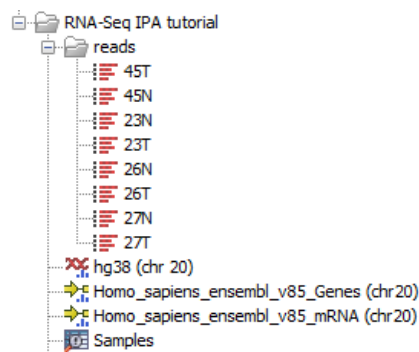 RNA-Seq IPA tutorial
reads
45T
45N
23N
23T
26N
26T
27N
27T
hg38 (chr 20)
Homo_sapiens_ensembl_v85_Genes (chr20)
Homo_sapiens_ensembl_v85_mRNA (chr20)
Samples